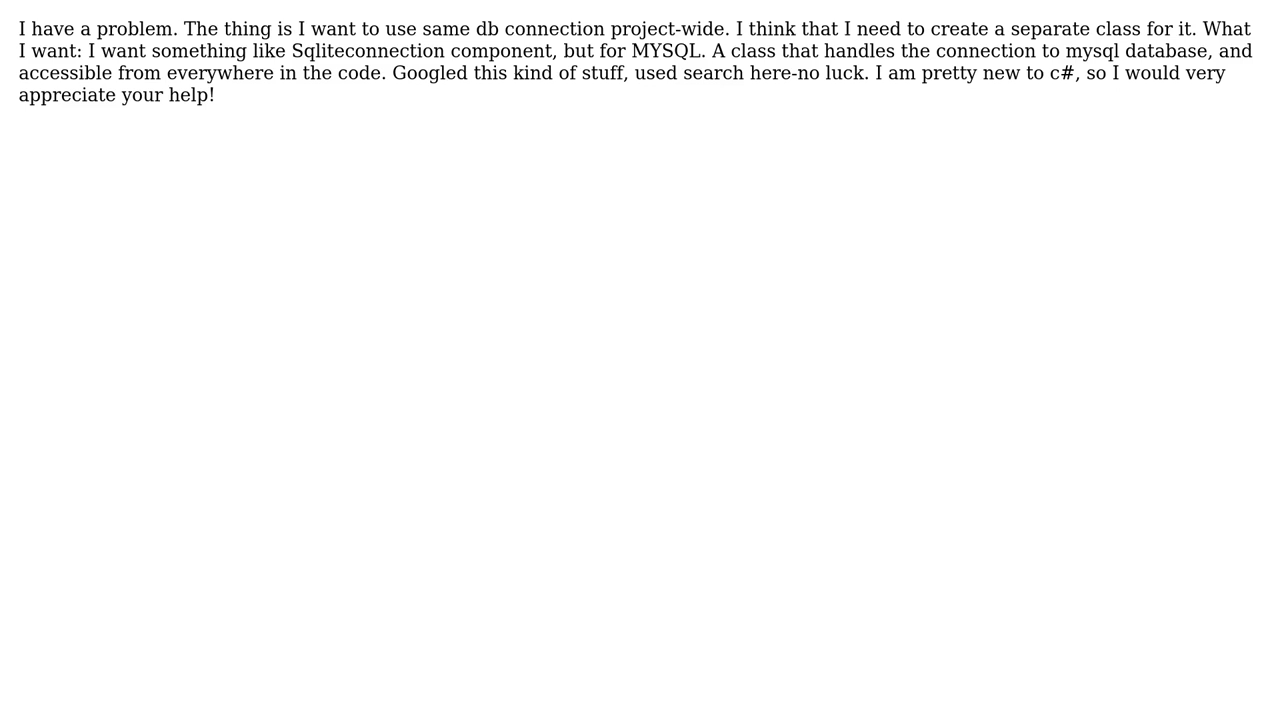 I have a problem. The thing is I want to use same db connection project-wide. I think that I need to create a separate class for it. What
I want: I want something like Sqliteconnection component, but for MYSQL. A class that handles the connection to mysql database, and
accessible from everywhere in the code. Googled this kind of stuff, used search here-no luck. I am pretty new to c#, so I would very
appreciate your help!